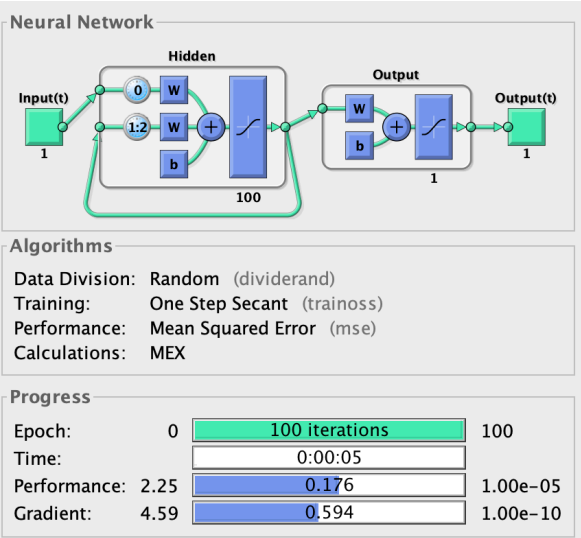 Neural Network
Hidden
Output
Input(t)
0
W
1:2
W
b
+
W
b
+
Output(t)
1
100
1
1
Algorithms
Data Division: Random (dividerand)
Training: One Step Secant (trainoss)
Performance: Mean Squared Error (mse)
Calculations: MEX
Progress
Epoch: 0 100 iterations 100
Time: 0:00:05
Performance: 2.25 0.176 1.00e-05
Gradient: 4.59 0.594 1.00e-10